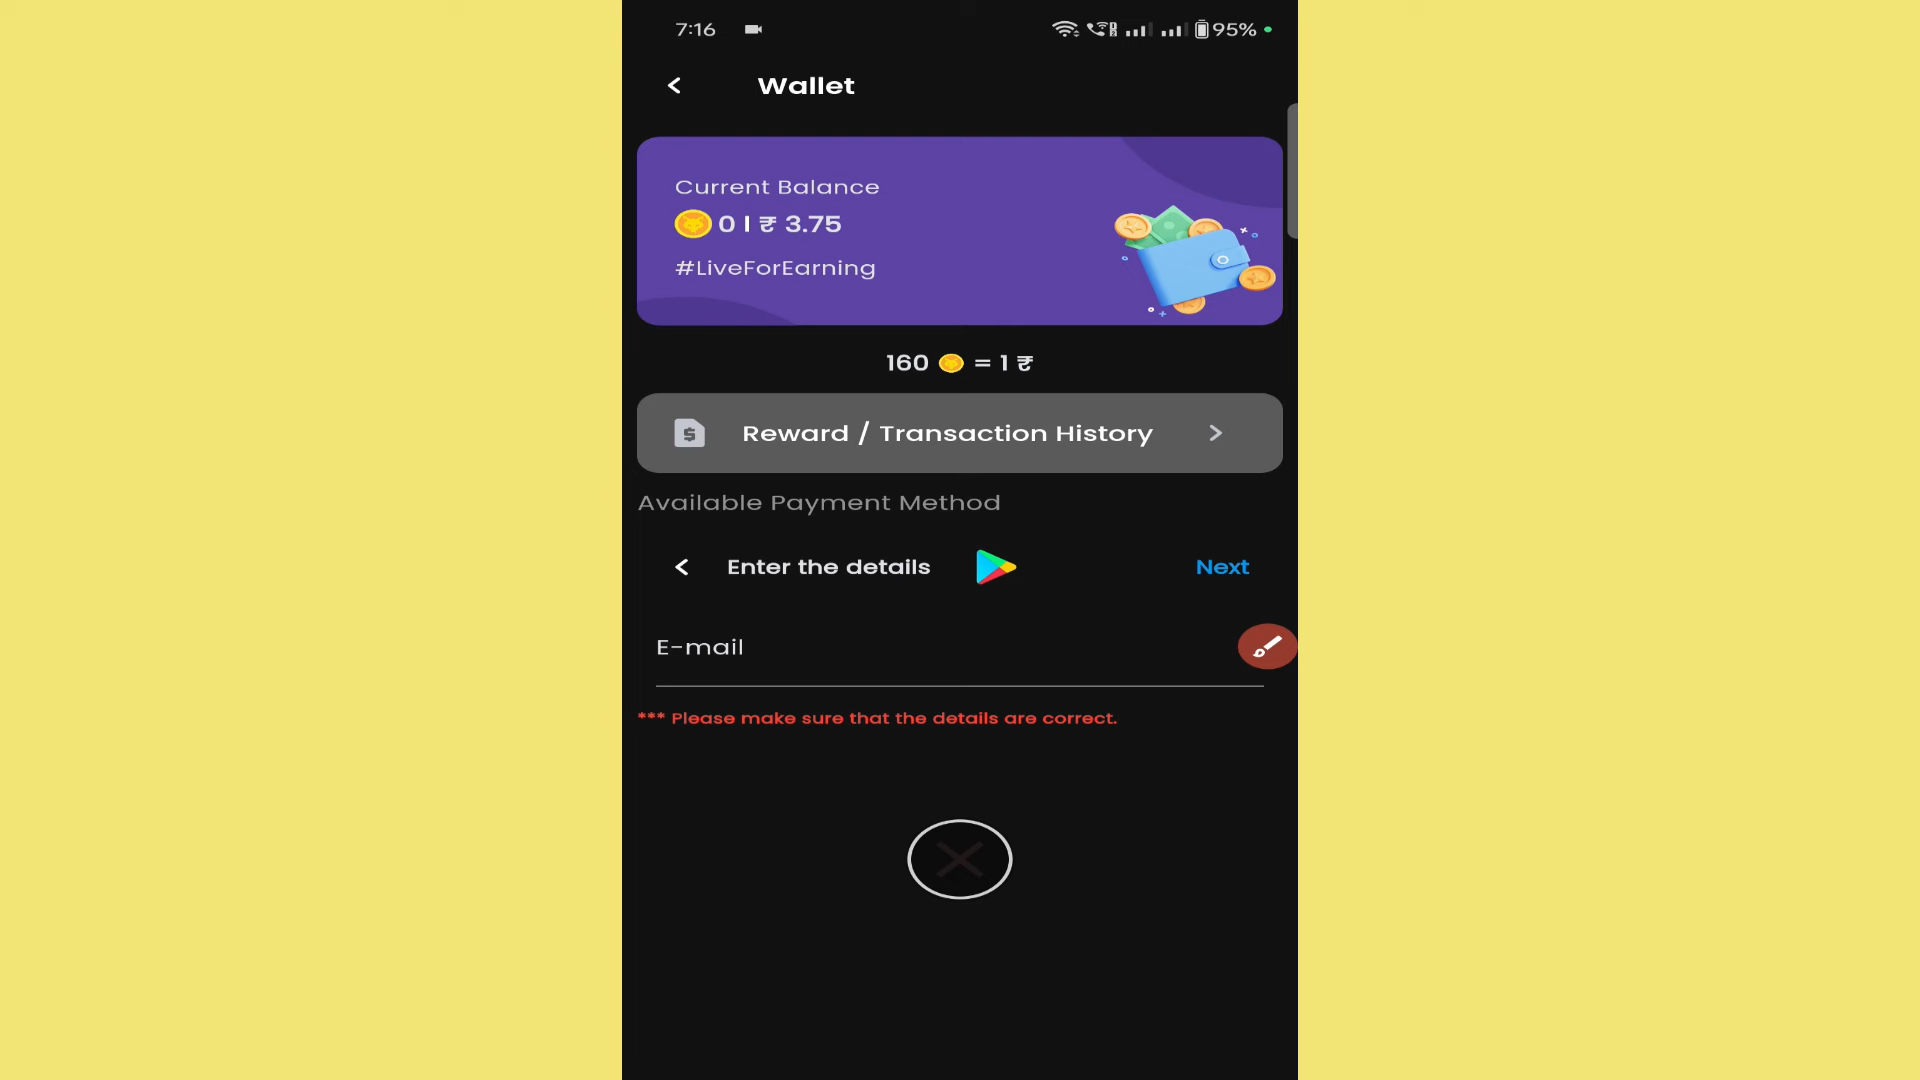 7:16 95%
Wallet
Current Balance
0 | ₹ 3.75
#LiveForEarning
160 = 1 ₹
Reward / Transaction History
Available Payment Method
Enter the details Next
E-mail
*** Please make sure that the details are correct.